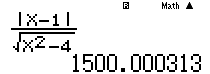 R Math ▲
|X-1|
√X²-4
1500.000313